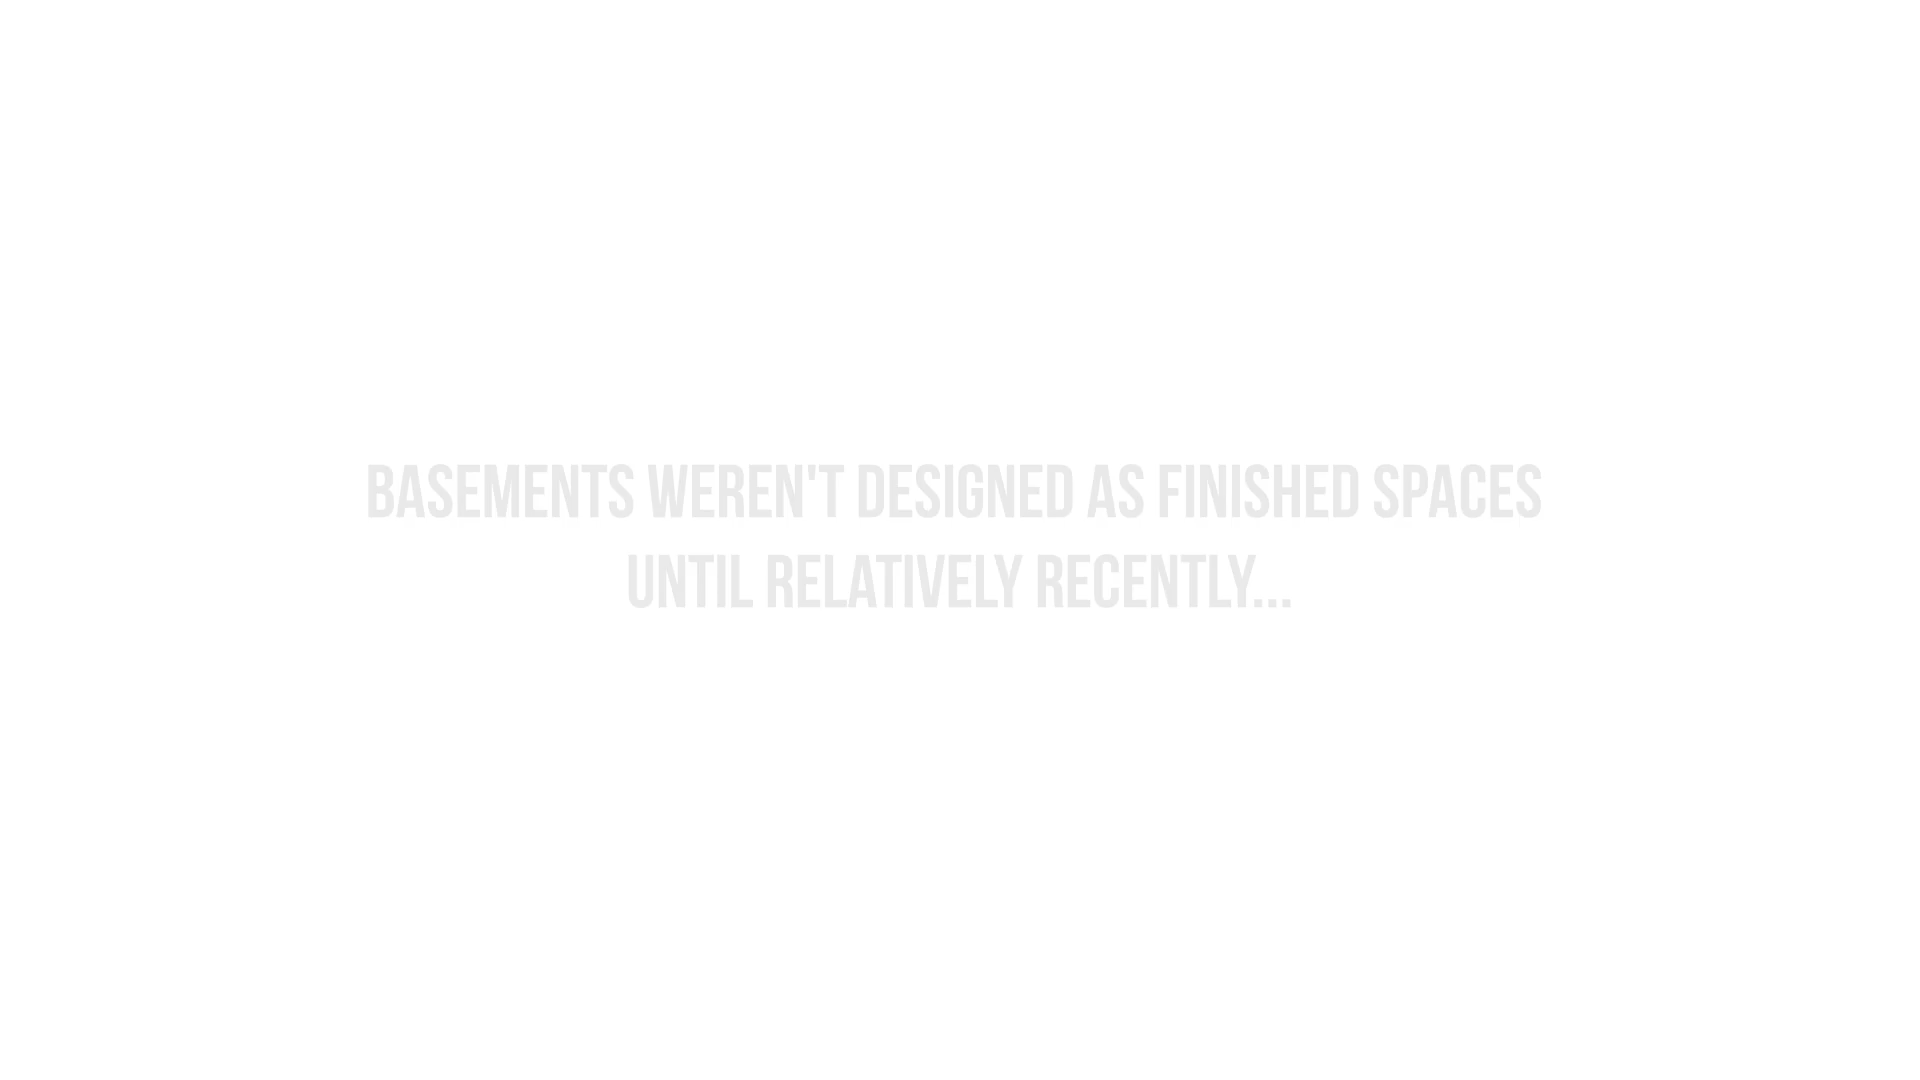 BASEMENTS WEREN'T DESIGNED AS FINISHED SPACES
UNTIL RELATIVELY RECENTLY...